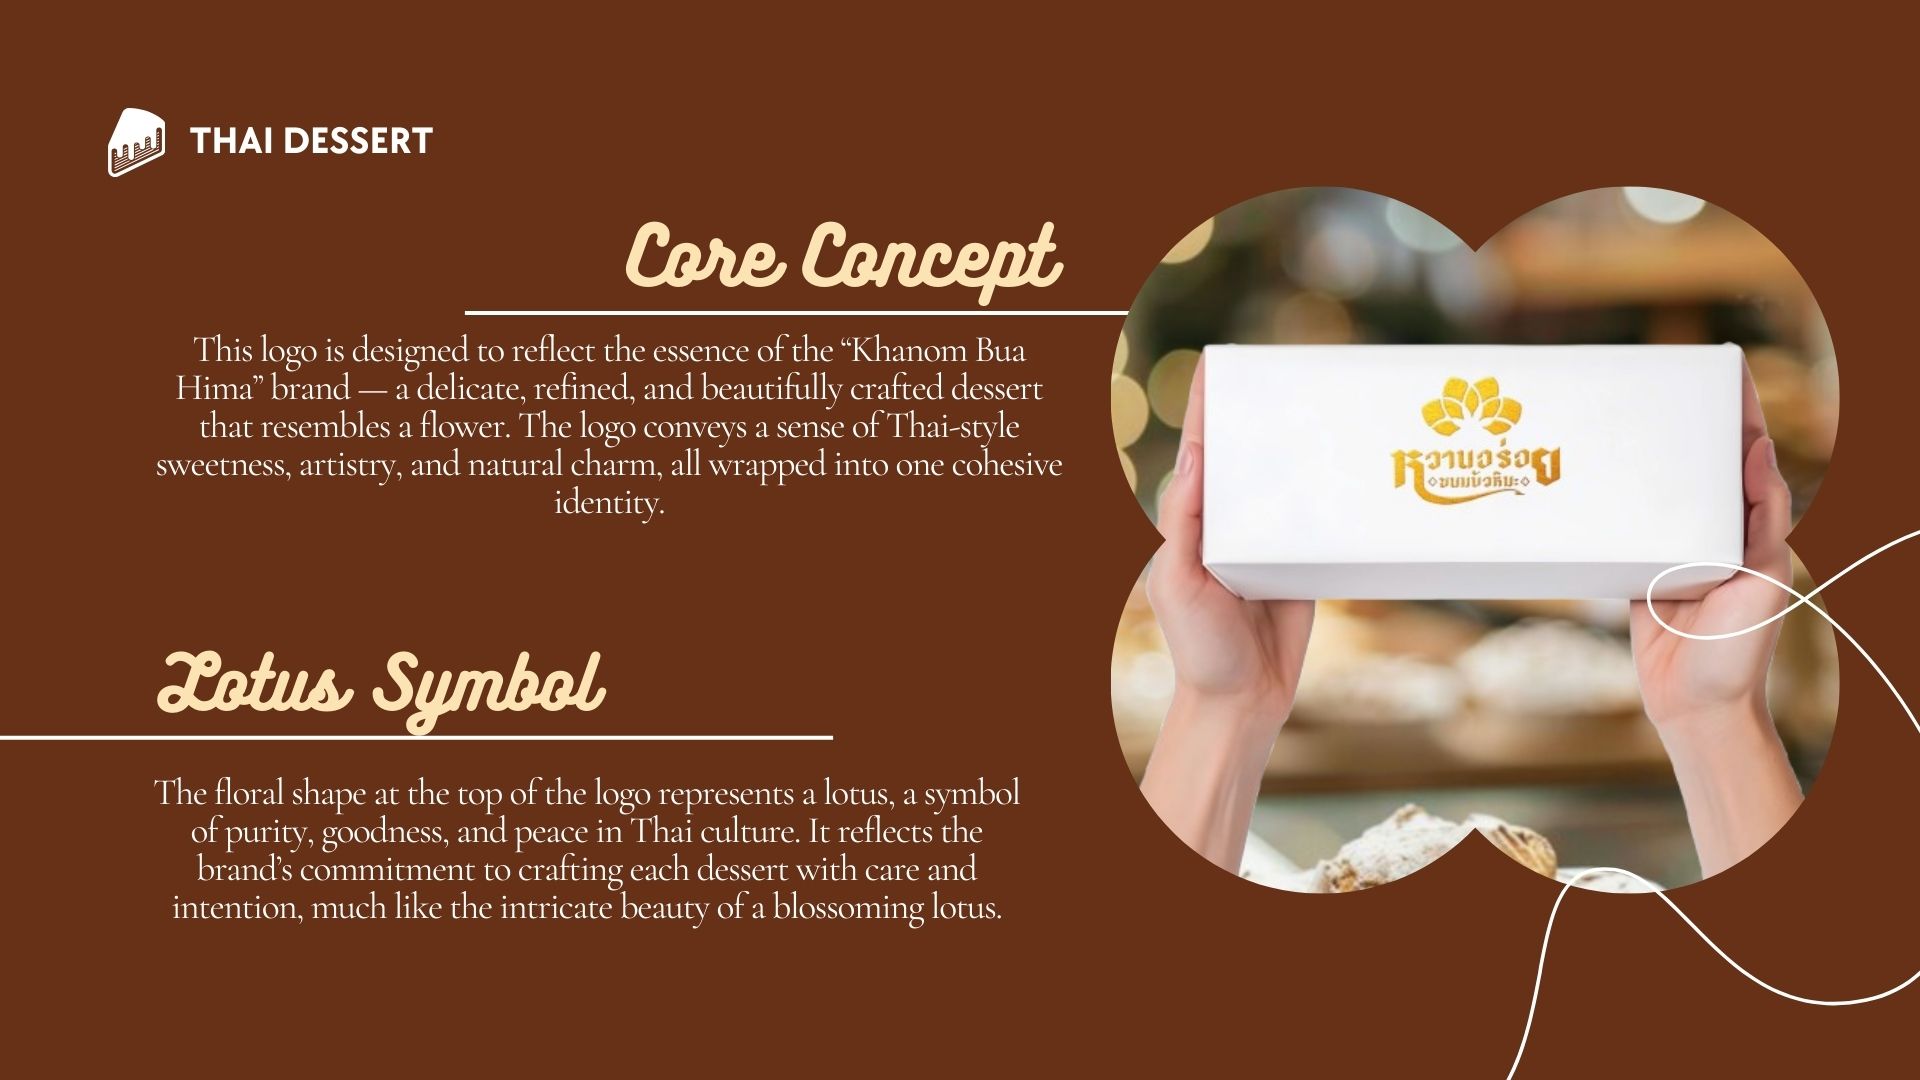 THAI DESSERT
Core Concept
This logo is designed to reflect the essence of the “Khanom Bua
Hima” brand — a delicate, refined, and beautifully crafted dessert
that resembles a flower. The logo conveys a sense of Thai-style
sweetness, artistry, and natural charm, all wrapped into one cohesive
identity.
หวานอร่อย
ขนมบัวหิมะ
Lotus Symbol
The floral shape at the top of the logo represents a lotus, a symbol
of purity, goodness, and peace in Thai culture. It reflects the
brand’s commitment to crafting each dessert with care and
intention, much like the intricate beauty of a blossoming lotus.